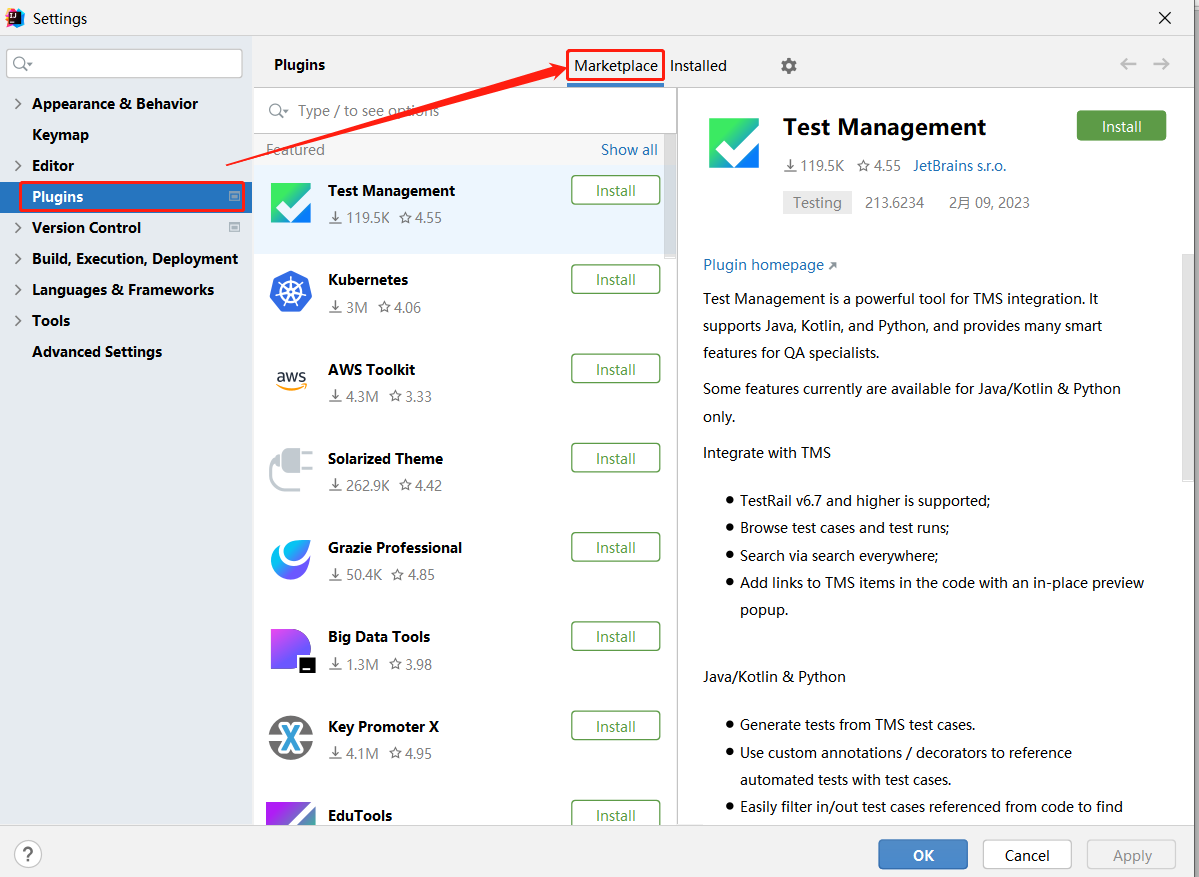 Settings
Appearance & Behavior
Keymap
Editor
Plugins
Version Control
Build, Execution, Deployment
Languages & Frameworks
Tools
Advanced Settings
Plugins
Marketplace
Installed
Type / to see options
Featured
Show all
Test Management
Install
119.5K 4.55
Kubernetes
Install
3M 4.06
aws
AWS Toolkit
Install
4.3M 3.33
Solarized Theme
Install
262.9K 4.42
Grazie Professional
Install
50.4K 4.85
Big Data Tools
Install
1.3M 3.98
Key Promoter X
Install
4.1M 4.95
EduTools
Install
Test Management
Install
119.5K 4.55 JetBrains s.r.o.
Testing 213.6234 2月 09, 2023
Plugin homepage
Test Management is a powerful tool for TMS integration. It
supports Java, Kotlin, and Python, and provides many smart
features for QA specialists.
Some features currently are available for Java/Kotlin & Python
only.
Integrate with TMS
TestRail v6.7 and higher is supported;
Browse test cases and test runs;
Search via search everywhere;
Add links to TMS items in the code with an in-place preview
popup.
Java/Kotlin & Python
Generate tests from TMS test cases.
Use custom annotations / decorators to reference
automated tests with test cases.
Easily filter in/out test cases referenced from code to find
?
OK
Cancel
Apply